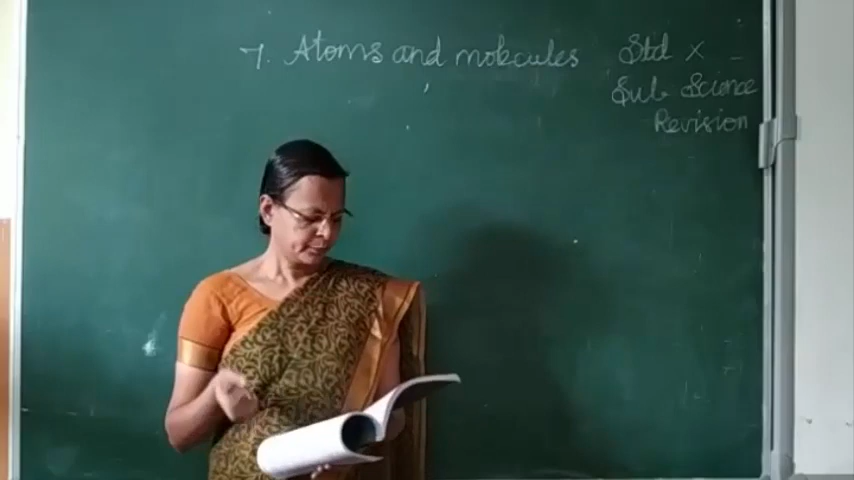 7. Atoms and molecules
Std X
Sub Science
Revision